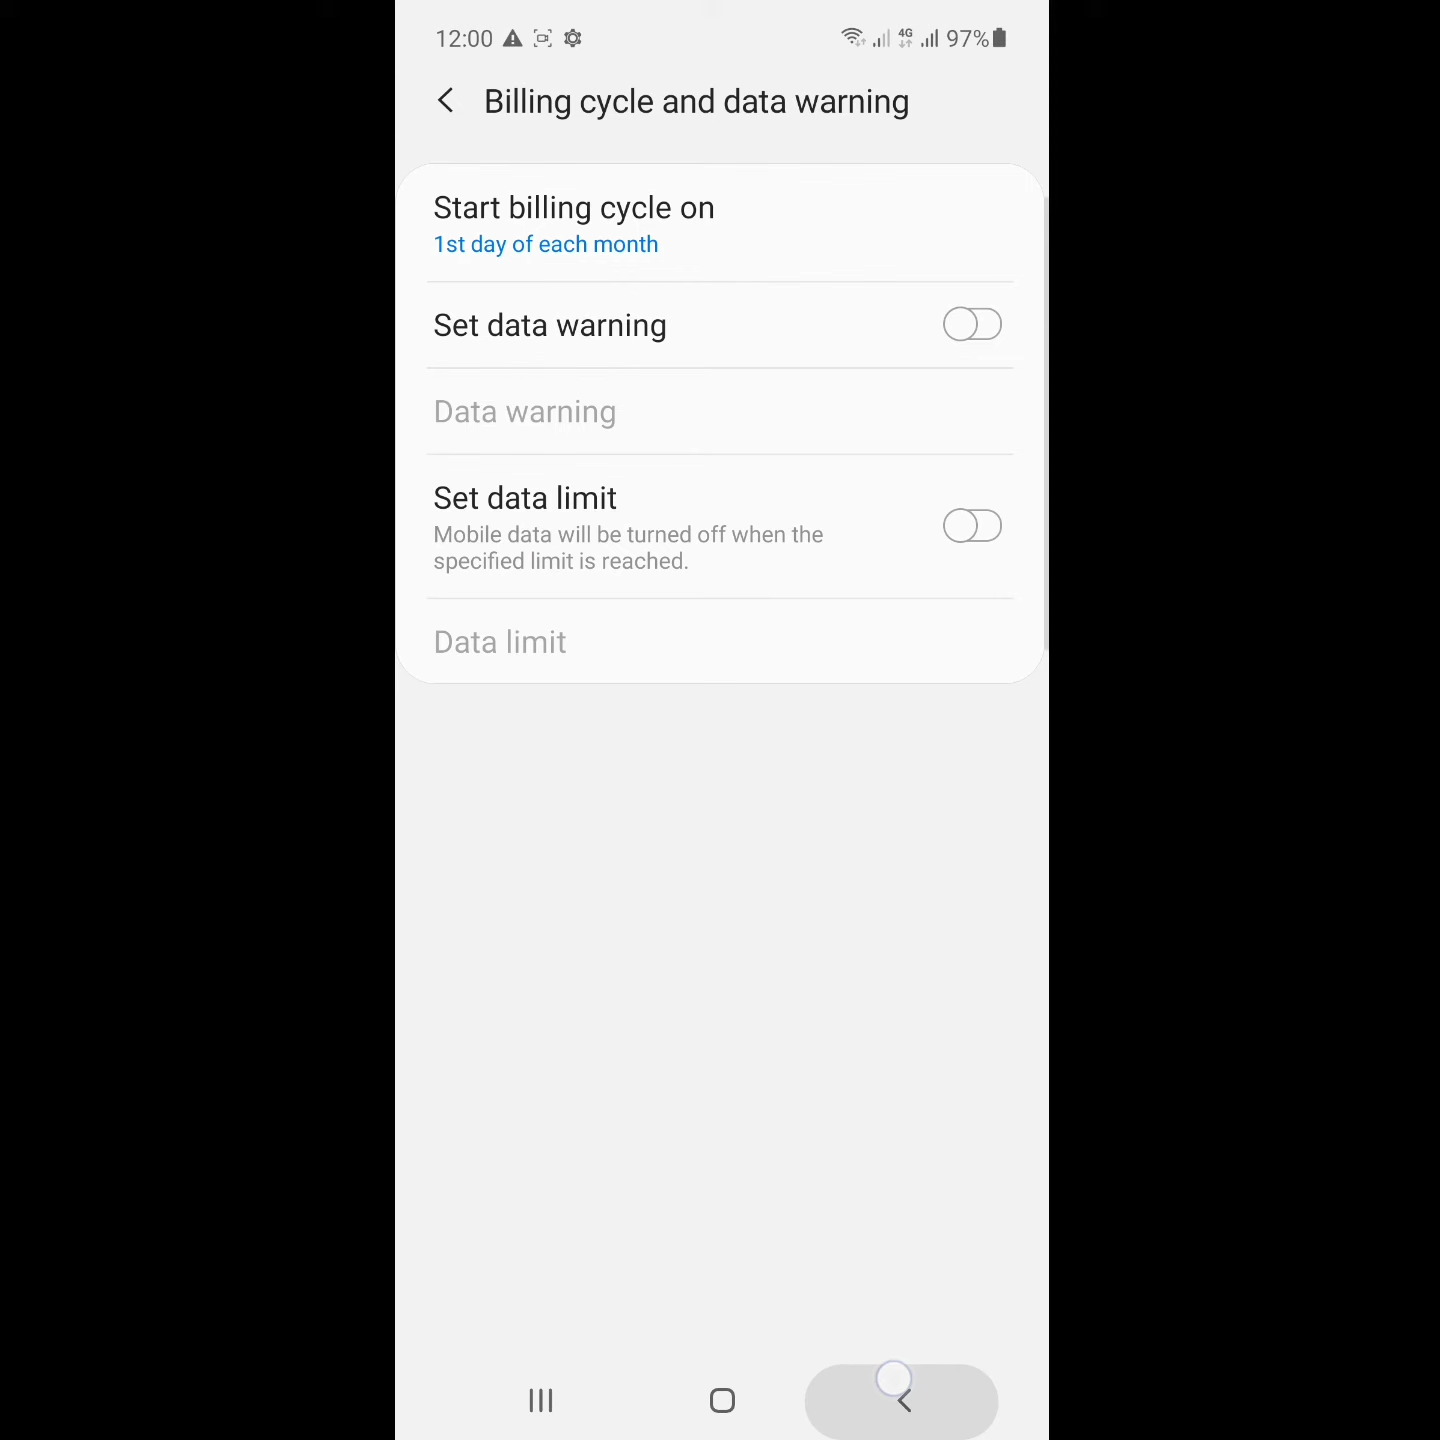 12:00 4G 97%
Billing cycle and data warning
Start billing cycle on
1st day of each month
Set data warning
Data warning
Set data limit
Mobile data will be turned off when the
specified limit is reached.
Data limit